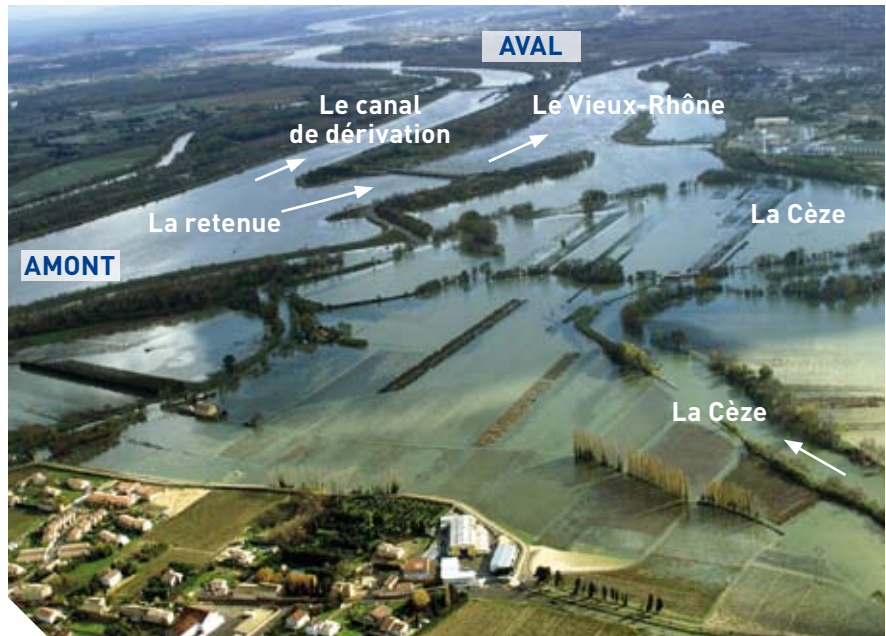 AVAL
Le canal
de dérivation
Le Vieux-Rhône
La retenue
La Cèze
AMONT
La Cèze